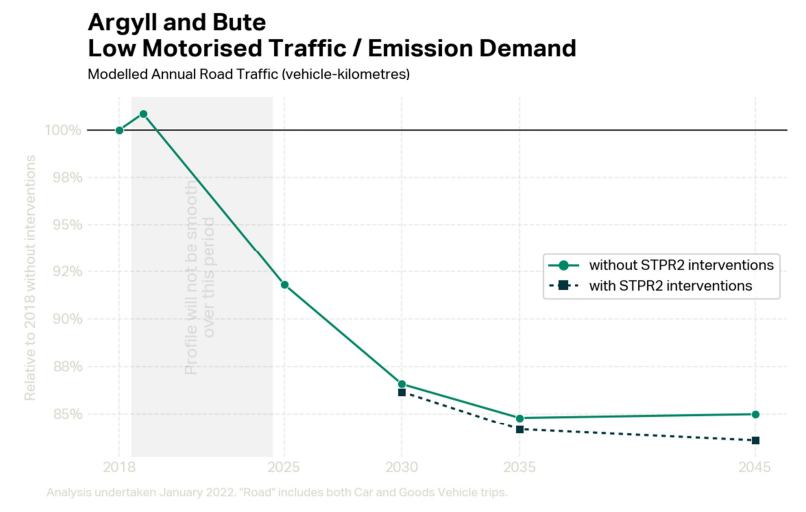 Argyll and Bute
Low Motorised Traffic / Emission Demand
Modelled Annual Road Traffic (vehicle-kilometres)
Relative to 2018 without interventions
100%
98%
95%
92%
90%
88%
85%
Profile will not be smooth
over this period
without STPR2 interventions
with STPR2 interventions
2018
2025
2030
2035
2045
Analysis undertaken January 2022. "Road" includes both Car and Goods Vehicle trips.